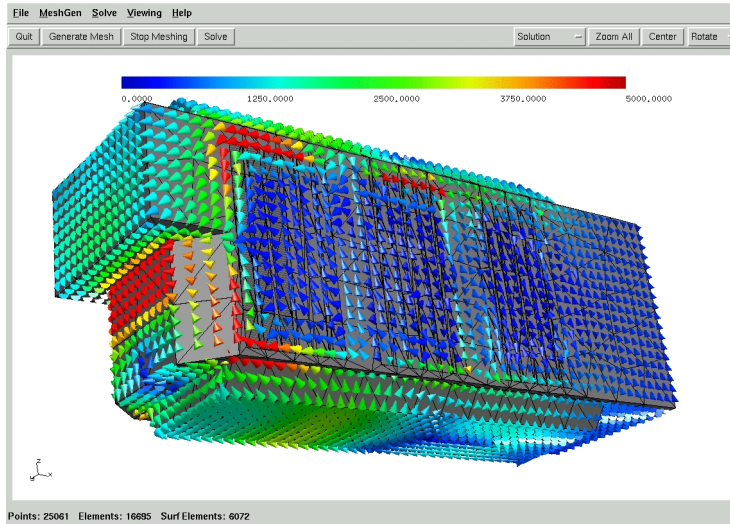 File MeshGen Solve Viewing Help
Quit Generate Mesh Stop Meshing Solve Solution Zoom All Center Rotate
0.0000 1250.0000 2500.0000 3750.0000 5000.0000
z
y x
Points: 25061 Elements: 16695 Surf Elements: 6072